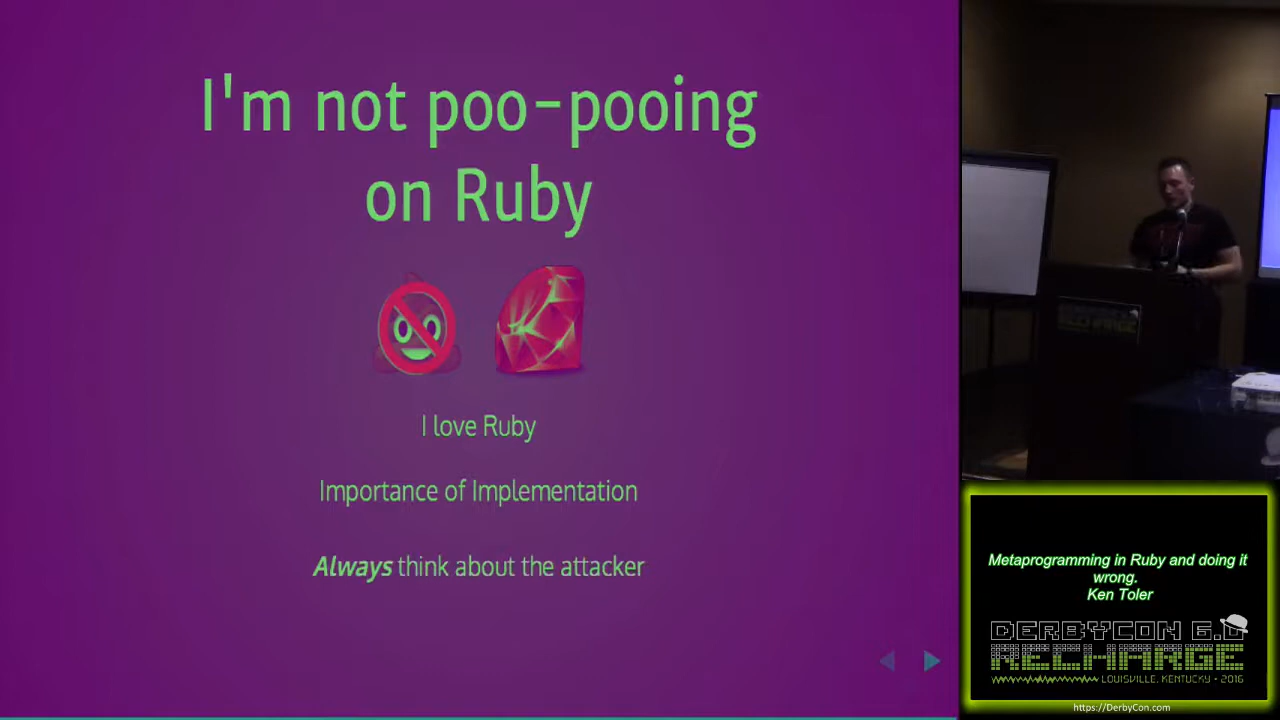 I'm not poo-pooing
on Ruby
I love Ruby
Importance of Implementation
Always think about the attacker
Metaprogramming in Ruby and doing it
wrong.
Ken Toler
DERBYCON 6.0
RECHARGE
LOUISVILLE, KENTUCKY • 2016
https://DerbyCon.com